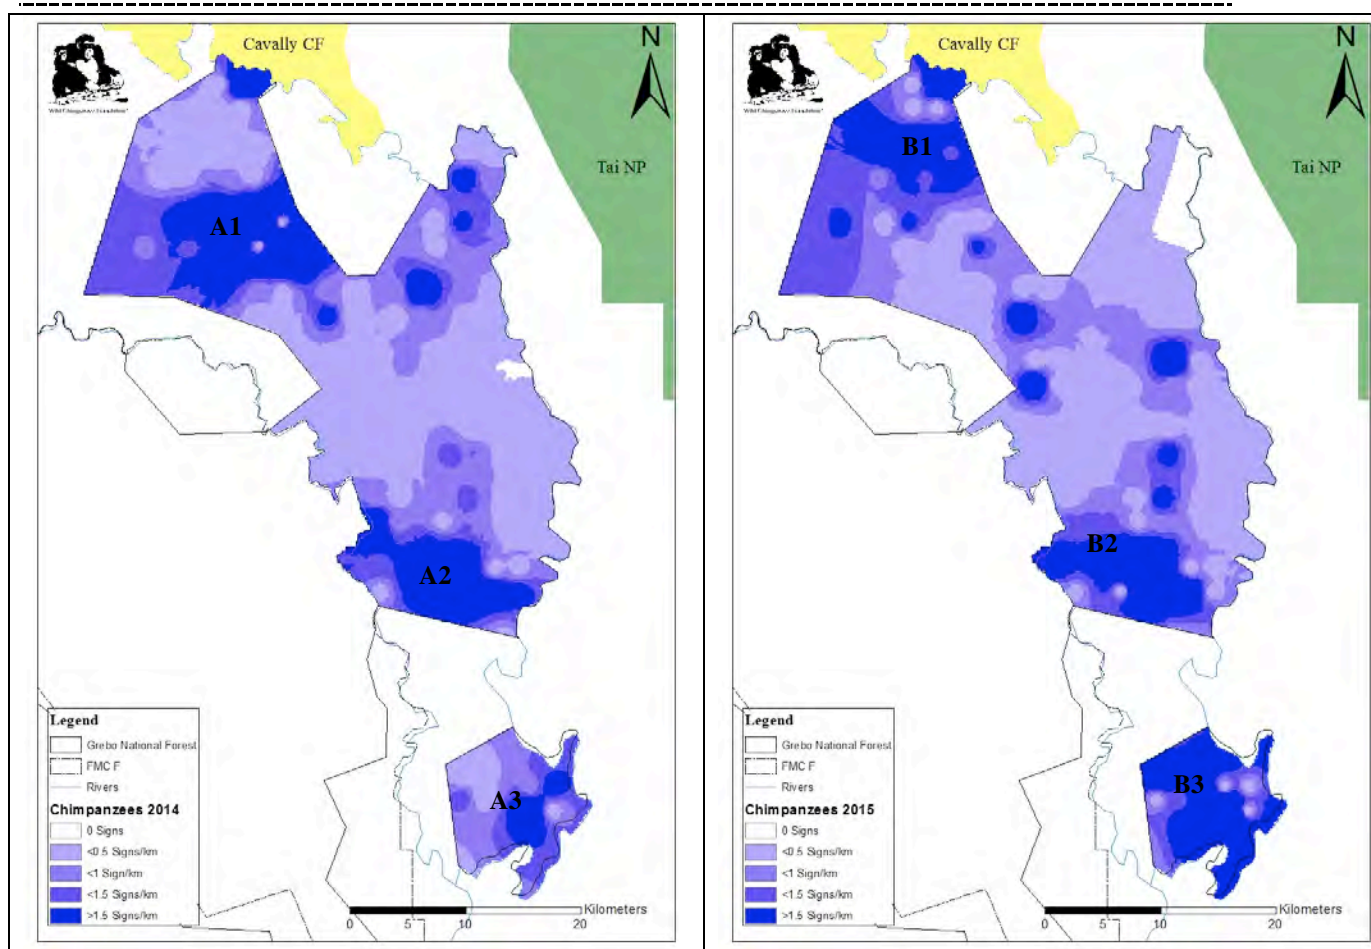 Cavally CF
N
Tai NP
A1
A2
A3
Legend
Grebo National Forest
FMC F
Rivers
Chimpanzees 2014
0 Signs
<0.5 Signs/km
<1 Sign/km
<1.5 Signs/km
>1.5 Signs/km
0 5 10 20 Kilometers
Cavally CF
N
Tai NP
B1
B2
B3
Legend
Grebo National Forest
FMC F
Rivers
Chimpanzees 2015
0 Signs
<0.5 Signs/km
<1 Sign/km
<1.5 Signs/km
>1.5 Signs/km
0 5 10 20 Kilometers